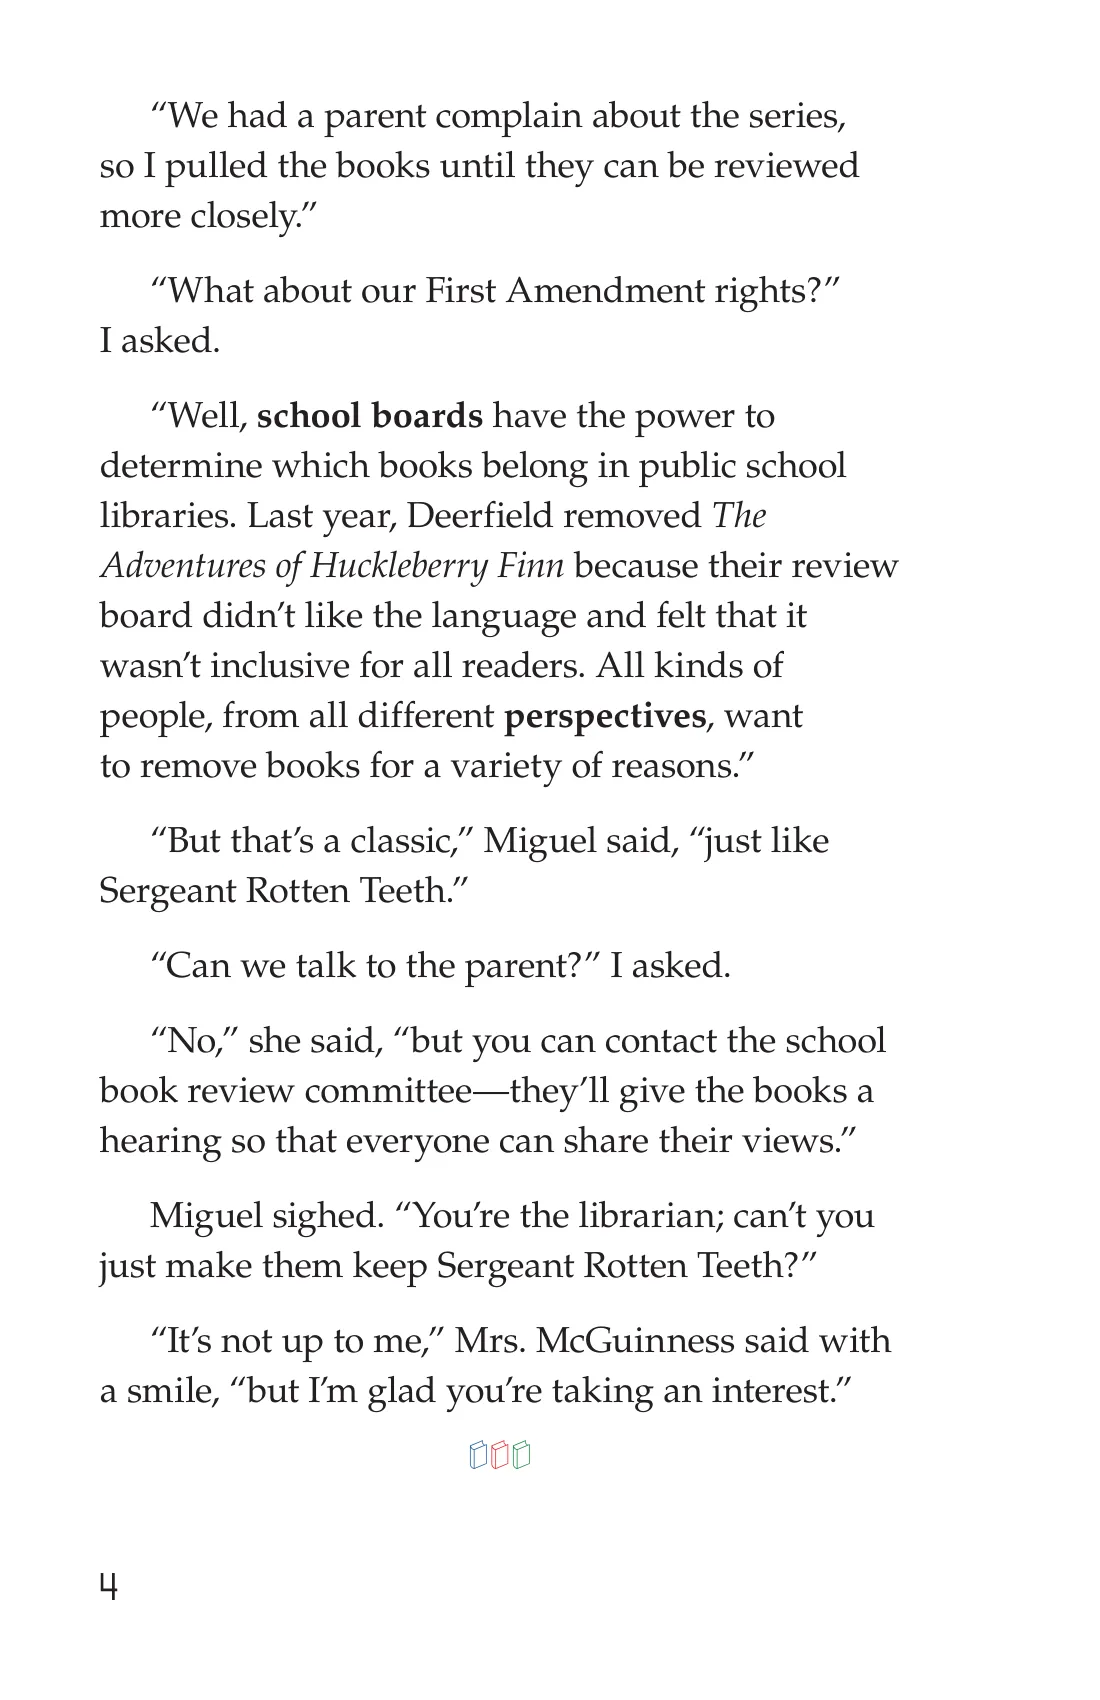 “We had a parent complain about the series,
so I pulled the books until they can be reviewed
more closely.”
“What about our First Amendment rights?”
I asked.
“Well, school boards have the power to
determine which books belong in public school
libraries. Last year, Deerfield removed The
Adventures of Huckleberry Finn because their review
board didn’t like the language and felt that it
wasn’t inclusive for all readers. All kinds of
people, from all different perspectives, want
to remove books for a variety of reasons.”
“But that’s a classic,” Miguel said, “just like
Sergeant Rotten Teeth.”
“Can we talk to the parent?” I asked.
“No,” she said, “but you can contact the school
book review committee—they’ll give the books a
hearing so that everyone can share their views.”
Miguel sighed. “You’re the librarian; can’t you
just make them keep Sergeant Rotten Teeth?”
“It’s not up to me,” Mrs. McGuinness said with
a smile, “but I’m glad you’re taking an interest.”
4